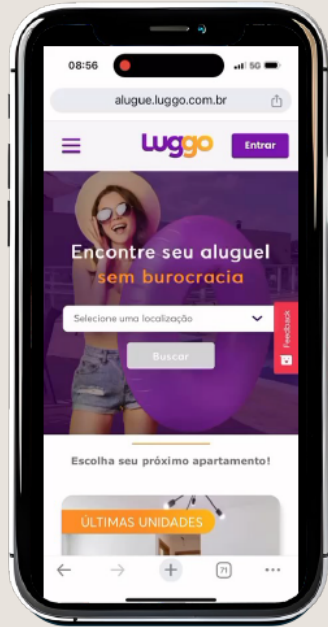 08:56
5G
alugue.luggo.com.br
luggo
Entrar
Encontre seu aluguel
sem burocracia
Selecione uma localização
Feedback
Buscar
Escolha seu próximo apartamento!
ÚLTIMAS UNIDADES
71